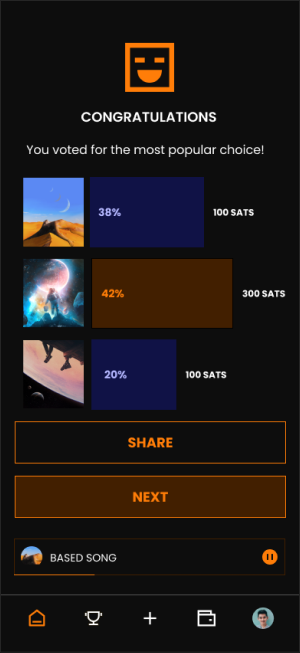 CONGRATULATIONS
You voted for the most popular choice!
38%
100 SATS
42%
300 SATS
20%
100 SATS
SHARE
NEXT
BASED SONG